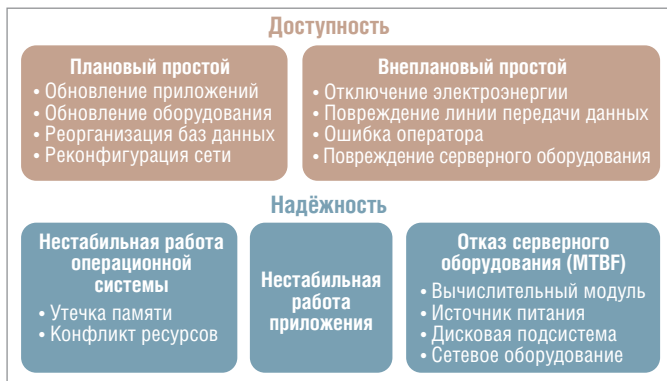 Доступность
Плановый простой
• Обновление приложений
• Обновление оборудования
• Реорганизация баз данных
• Реконфигурация сети
Внеплановый простой
• Отключение электроэнергии
• Повреждение линии передачи данных
• Ошибка оператора
• Повреждение серверного оборудования
Надёжность
Нестабильная работа
операционной
системы
• Утечка памяти
• Конфликт ресурсов
Нестабильная
работа
приложения
Отказ серверного
оборудования (MTBF)
• Вычислительный модуль
• Источник питания
• Дисковая подсистема
• Сетевое оборудование